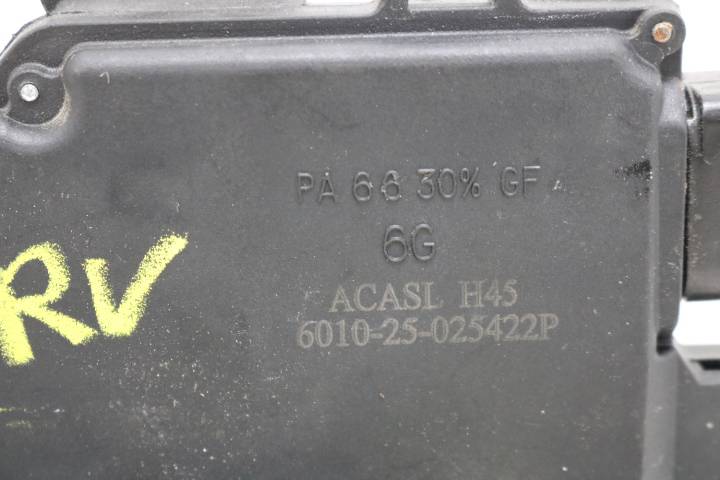 PA 66 30% GF
6G
RV
ACASL H45
6010-25-025422P